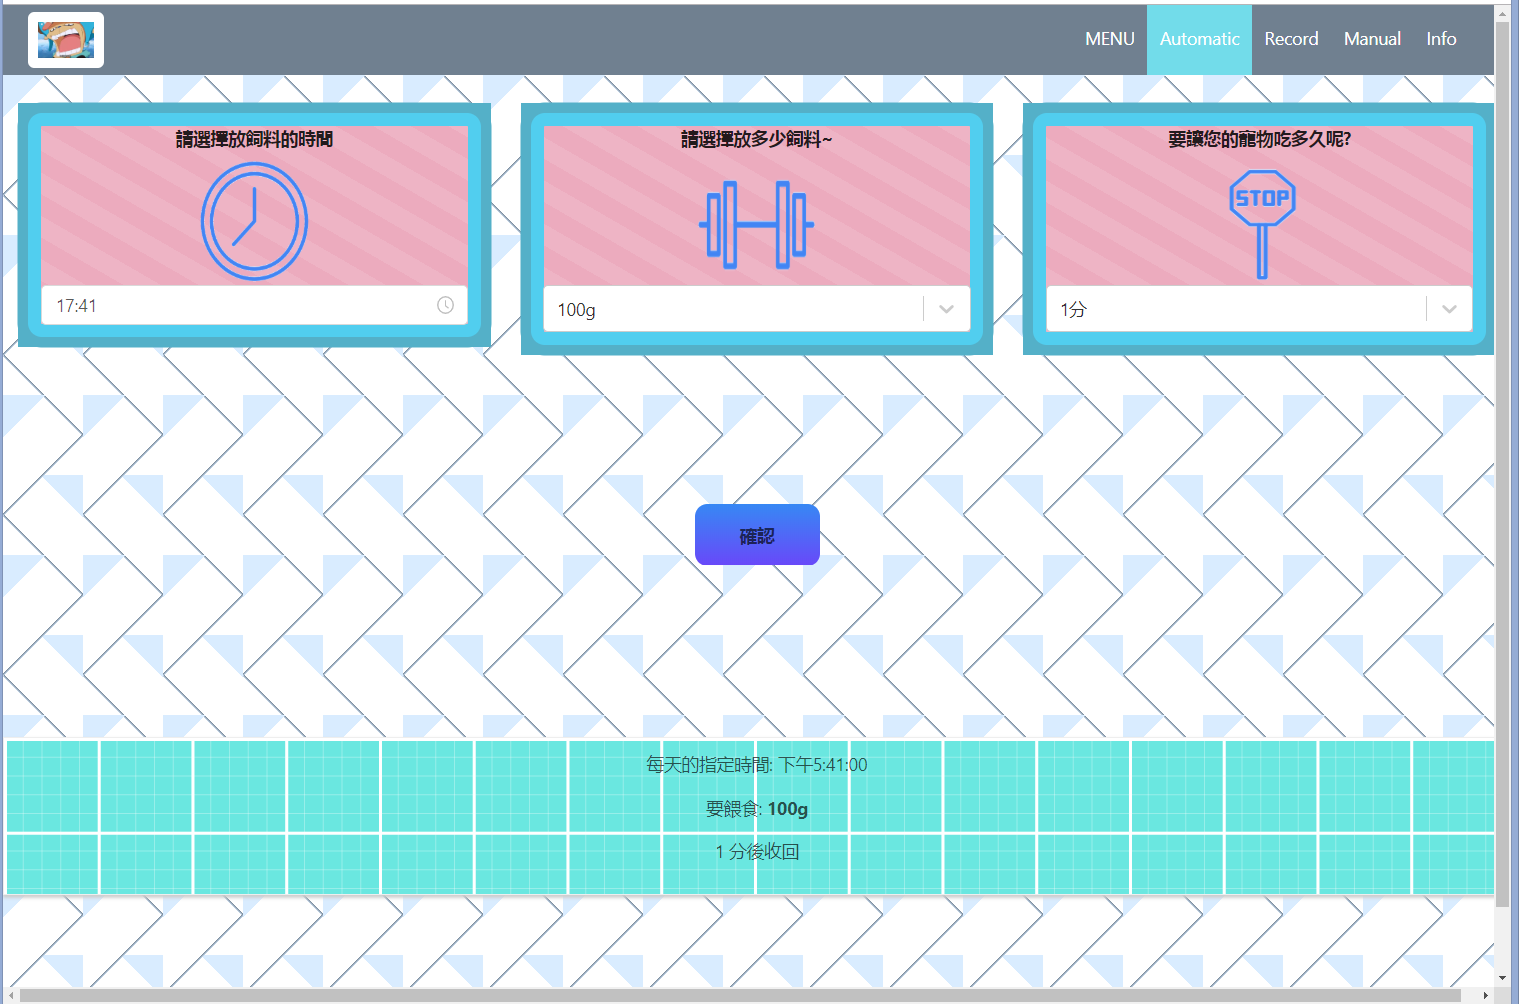 MENU Automatic Record Manual Info
請選擇放飼料的時間
17:41
請選擇放多少飼料~
100g
要讓您的寵物吃多久呢?
STOP
1分
確認
每天的指定時間: 下午5:41:00
要餵食: 100g
1 分後收回